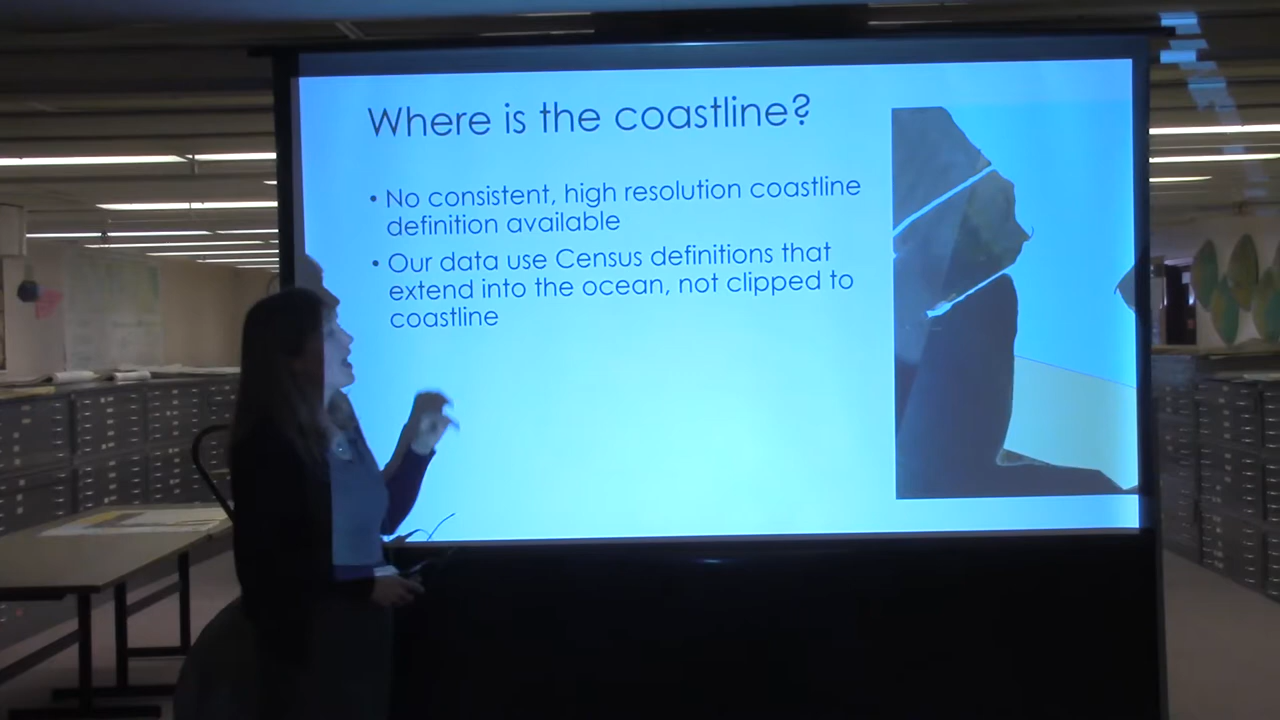 Where is the coastline?
• No consistent, high resolution coastline
definition available
• Our data use Census definitions that
extend into the ocean, not clipped to
coastline